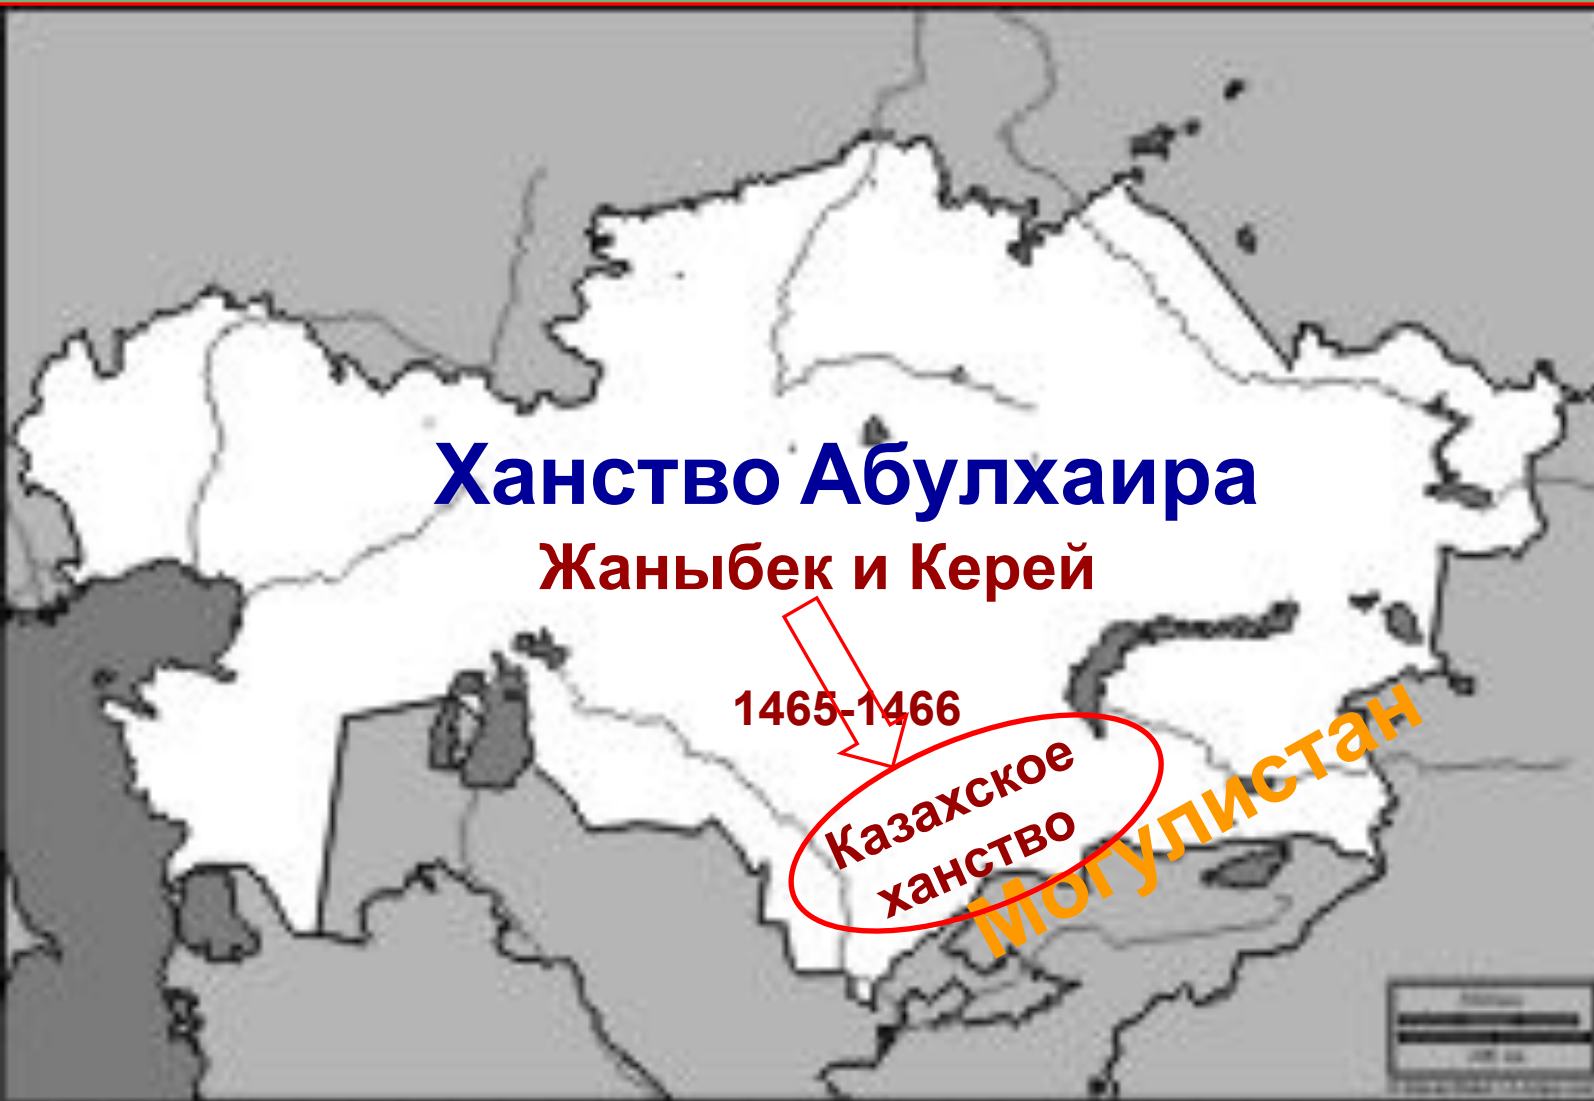 Ханство Абулхаира
Жаныбек и Керей
1465-1466
Казахское
ханство
Могулистан